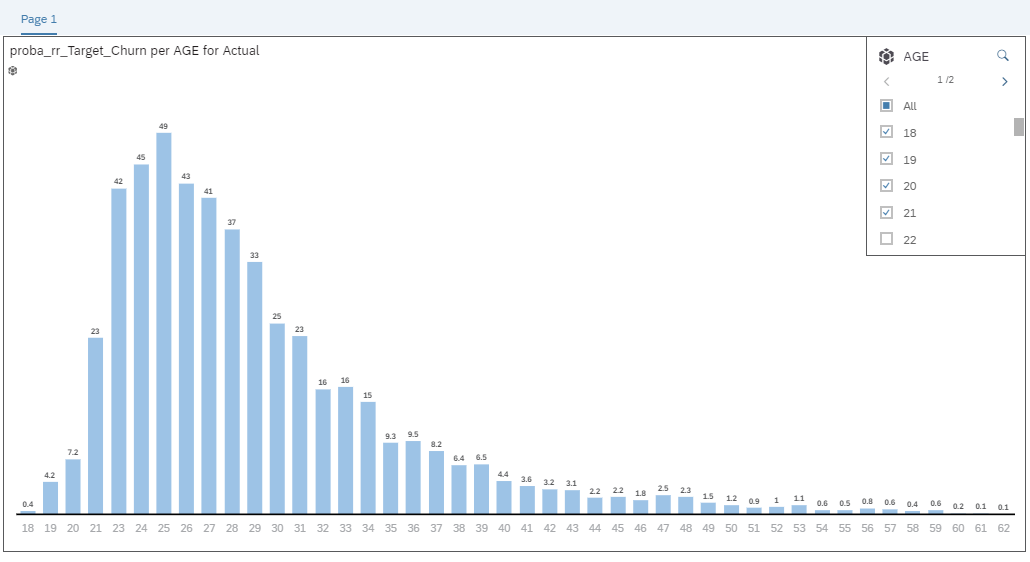 Page 1
proba_rr_Target_Churn per AGE for Actual
AGE
1 /2
All
18
19
20
21
22
0.4 4.2 7.2 23 42 45 49 43 41 37 33 25 23 16 16 15 9.3 9.5 8.2 6.4 6.5 4.4 3.6 3.2 3.1 2.2 2.2 1.8 2.5 2.3 1.5 1.2 0.9 1 1.1 0.6 0.5 0.8 0.6 0.4 0.6 0.2 0.1 0.1
18 19 20 21 23 24 25 26 27 28 29 30 31 32 33 34 35 36 37 38 39 40 41 42 43 44 45 46 47 48 49 50 51 52 53 54 55 56 57 58 59 60 61 62